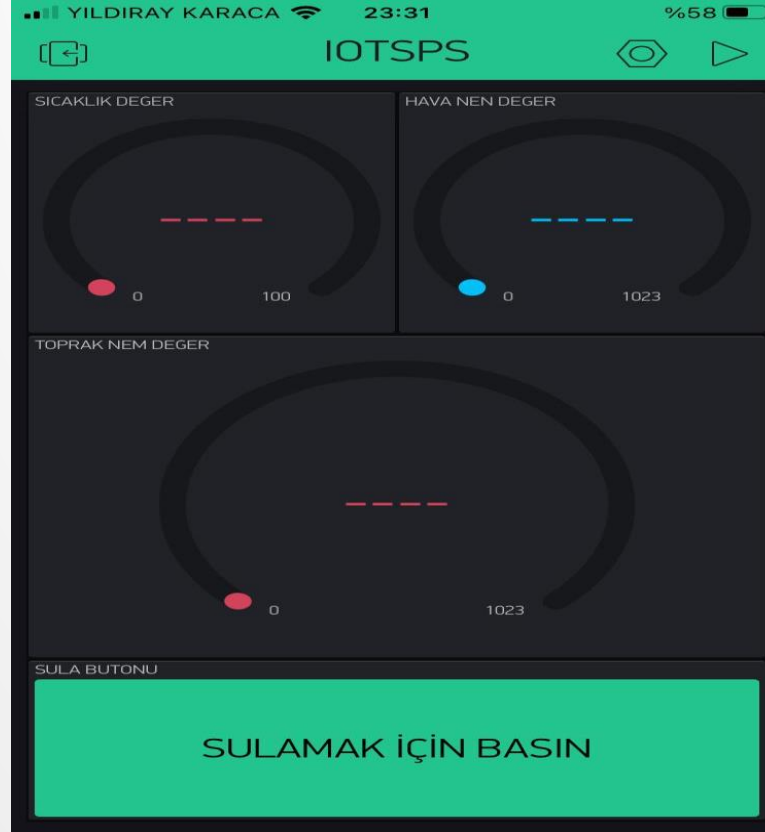 YILDIRAY KARACA 23:31 %58
IOTSPS
SICAKLIK DEGER
----
0 100
HAVA NEN DEGER
----
0 1023
TOPRAK NEM DEGER
----
0 1023
SULA BUTONU
SULAMAK İÇİN BASIN